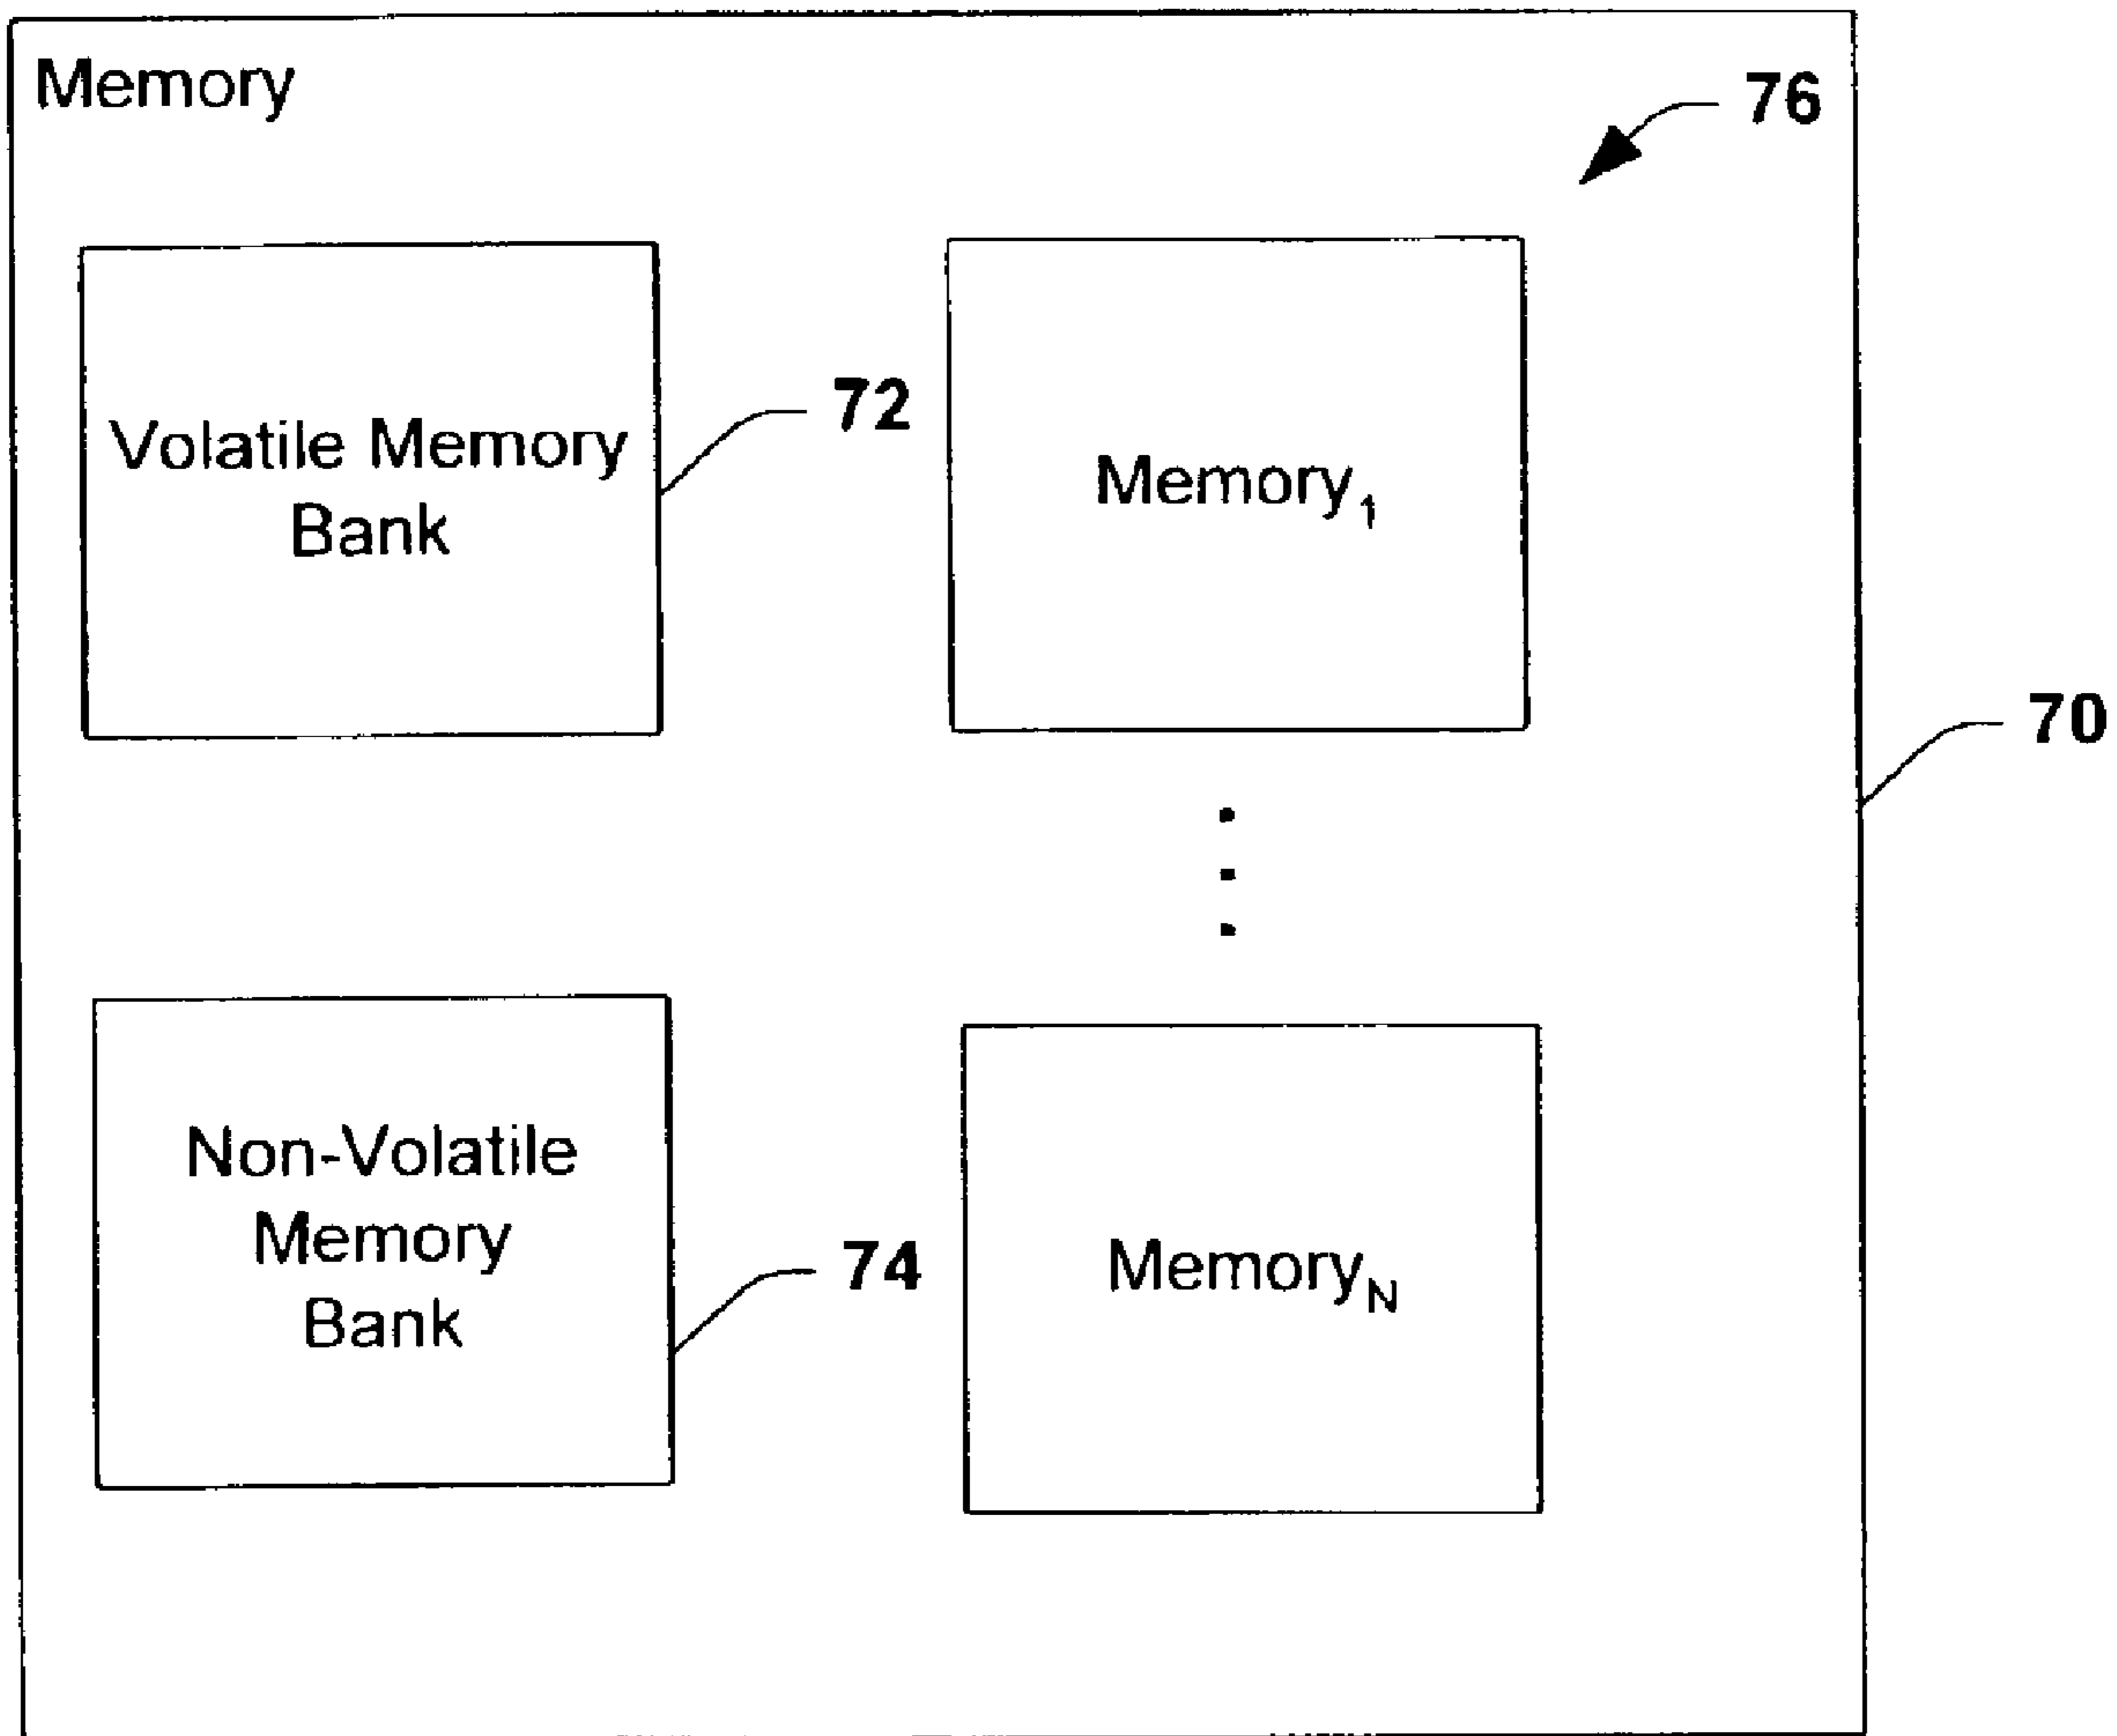 Memory
76
Volatile Memory
Bank
72
Memory1
70
Non-Volatile
Memory
Bank
74
MemoryN